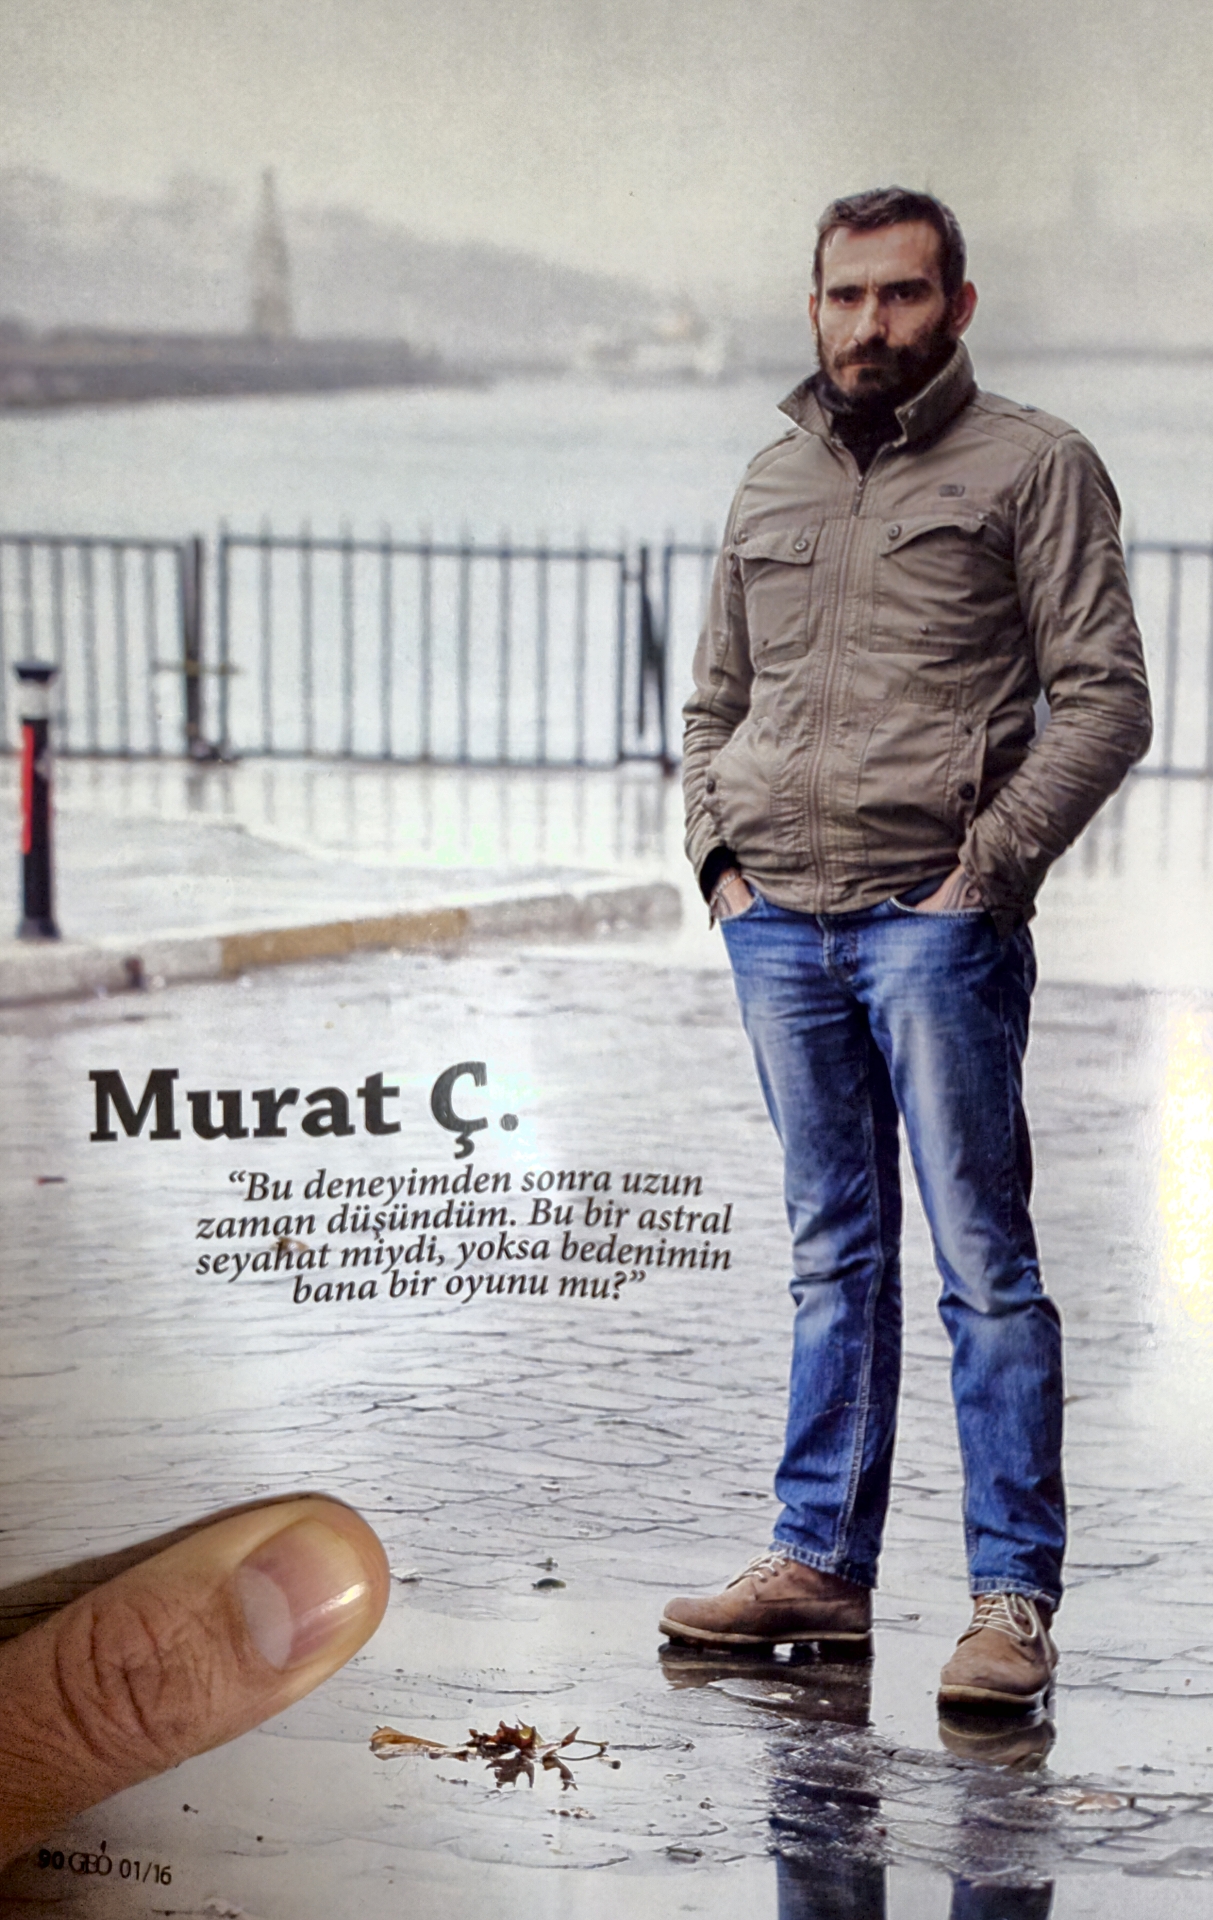 Murat Ç.
“Bu deneyimden sonra uzun
zaman düşündüm. Bu bir astral
seyahat miydi, yoksa bedenimin
bana bir oyunu mu?”
90 GEO 01/16